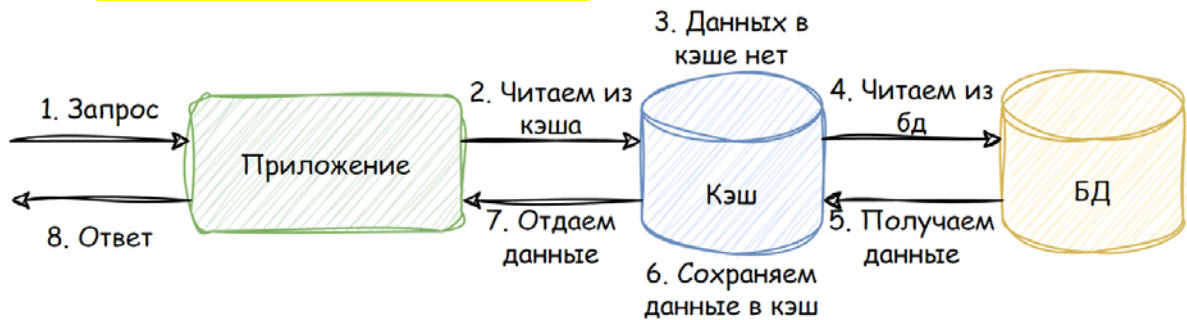 3. Данных в
кэше нет
1. Запрос
2. Читаем из
кэша
4. Читаем из
бд
Приложение
Кэш
БД
8. Ответ
7. Отдаем
данные
5. Получаем
данные
6. Сохраняем
данные в кэш